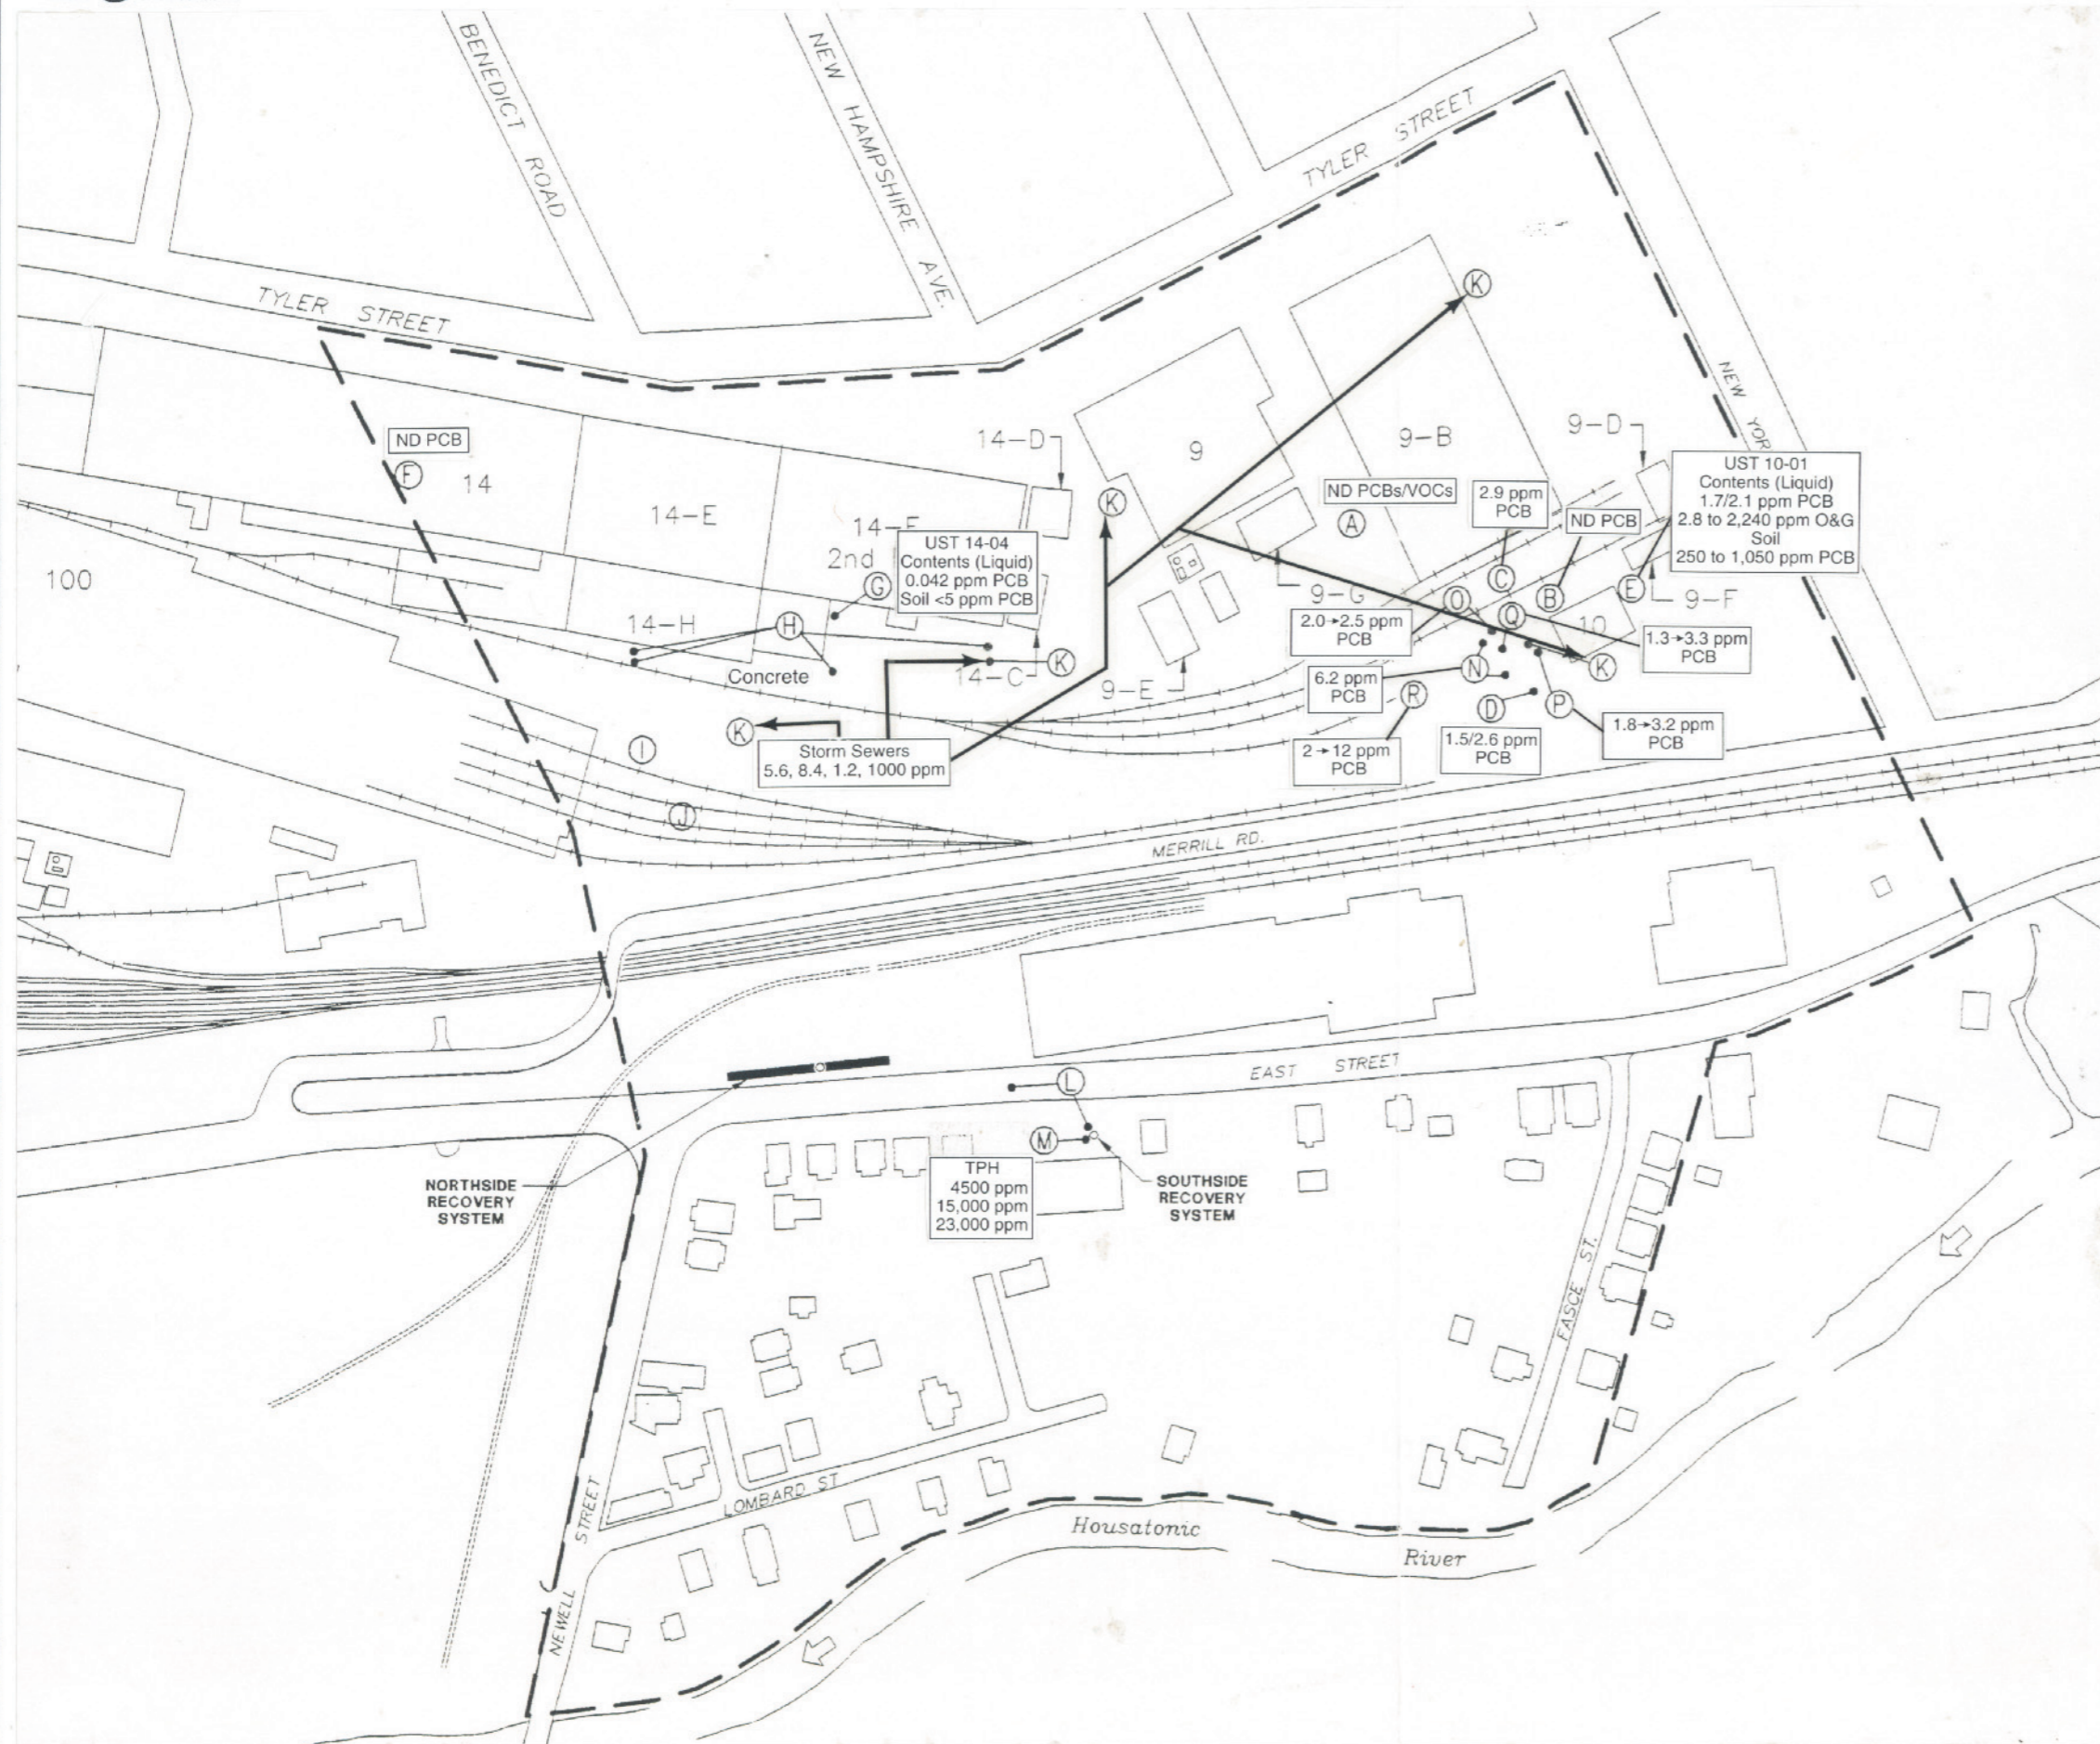 BENEDICT ROAD
NEW HAMPSHIRE AVE.
TYLER STREET
TYLER STREET
NEW YOR
K
ND PCB
F
14
14-E
14-F
2nd
14-D
9
9-B
9-D
K
ND PCBs/VOCs
A
2.9 ppm
PCB
ND PCB
UST 10-01
Contents (Liquid)
1.7/2.1 ppm PCB
2.8 to 2,240 ppm O&G
Soil
250 to 1,050 ppm PCB
UST 14-04
Contents (Liquid)
0.042 ppm PCB
Soil <5 ppm PCB
100
G
H
14-H
Concrete
14-C
K
9-E
9-G
C
B
E
9-F
O
Q
10
2.0→2.5 ppm
PCB
1.3→3.3 ppm
PCB
6.2 ppm
PCB
N
K
R
D
P
2→12 ppm
PCB
1.5/2.6 ppm
PCB
1.8→3.2 ppm
PCB
K
I
J
Storm Sewers
5.6, 8.4, 1.2, 1000 ppm
MERRILL RD.
EAST STREET
L
M
TPH
4500 ppm
15,000 ppm
23,000 ppm
NORTHSIDE
RECOVERY
SYSTEM
SOUTHSIDE
RECOVERY
SYSTEM
FASCE ST.
LOMBARD ST
NEWELL STREET
Housatonic
River